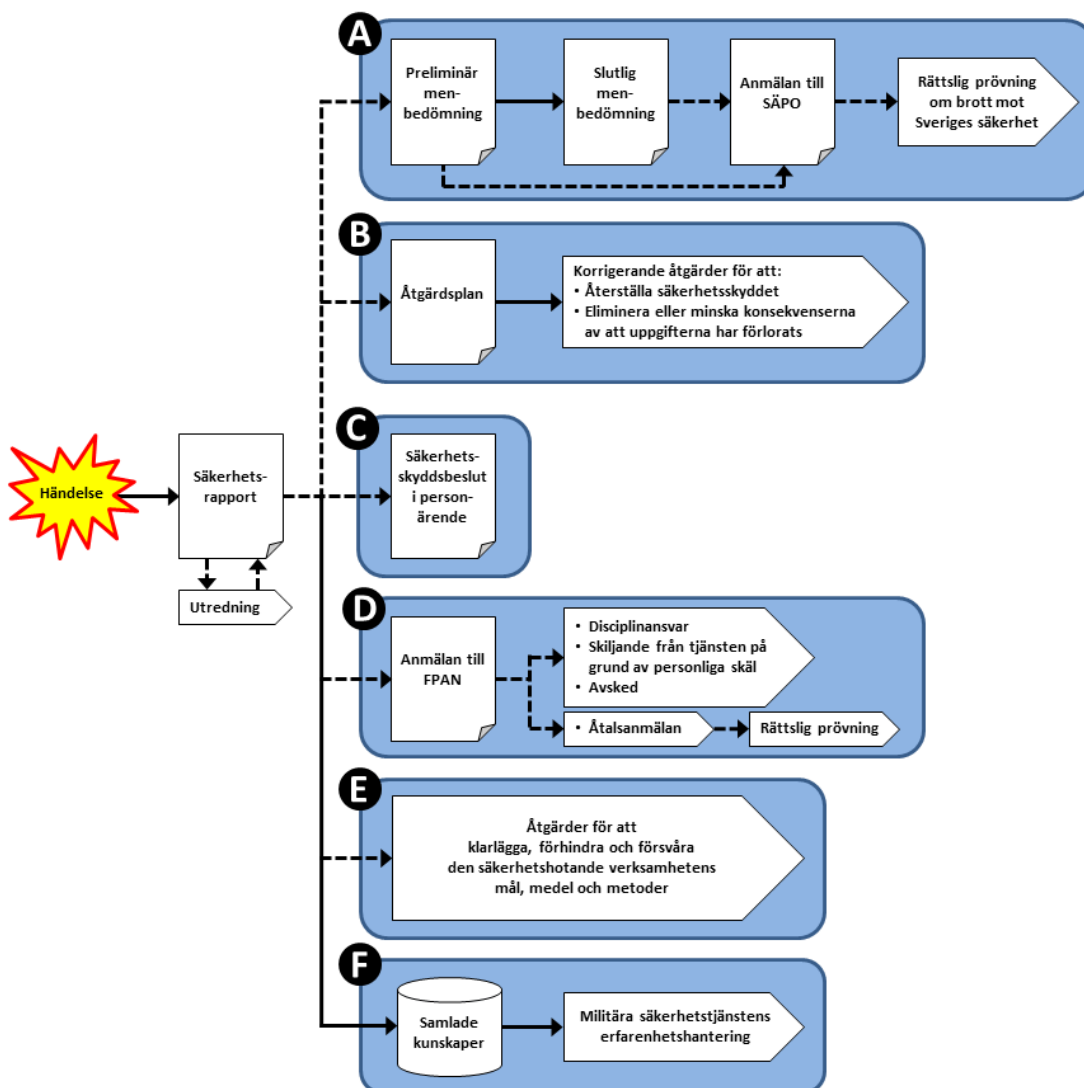 A
Preliminär
men-
bedömning
Slutlig
men-
bedömning
Anmälan till
SÄPO
Rättslig prövning
om brott mot
Sveriges säkerhet
B
Åtgärdsplan
Korrigerande åtgärder för att:
• Återställa säkerhetsskyddet
• Eliminera eller minska konsekvenserna
av att uppgifterna har förlorats
C
Händelse
Säkerhets-
rapport
Säkerhets-
skyddsbeslut
i person-
ärende
Utredning
D
Anmälan till
FPAN
• Disciplinansvar
• Skiljande från tjänsten på
grund av personliga skäl
• Avsked
• Åtalsanmälan
Rättslig prövning
E
Åtgärder för att
klarlägga, förhindra och försvåra
den säkerhetshotande verksamhetens
mål, medel och metoder
F
Samlade
kunskaper
Militära säkerhetstjänstens
erfarenhetshantering